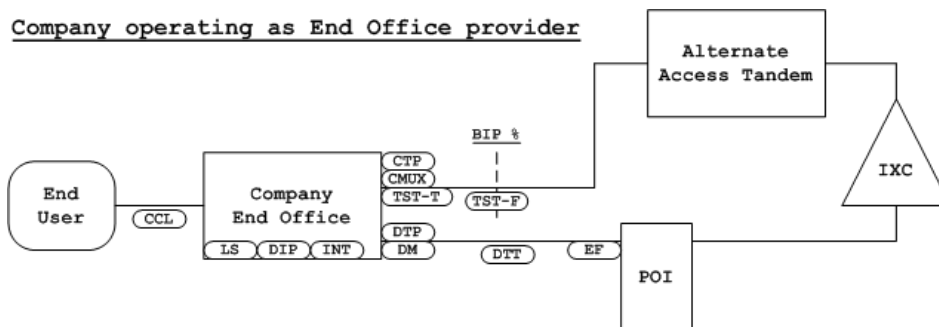 Company operating as End Office provider
Alternate
Access Tandem
BIP %
IXC
End
User
CCL
Company
End Office
CTP
CMUX
TST-T
TST-F
LS
DIP
INT
DTP
DM
DTT
EF
POI